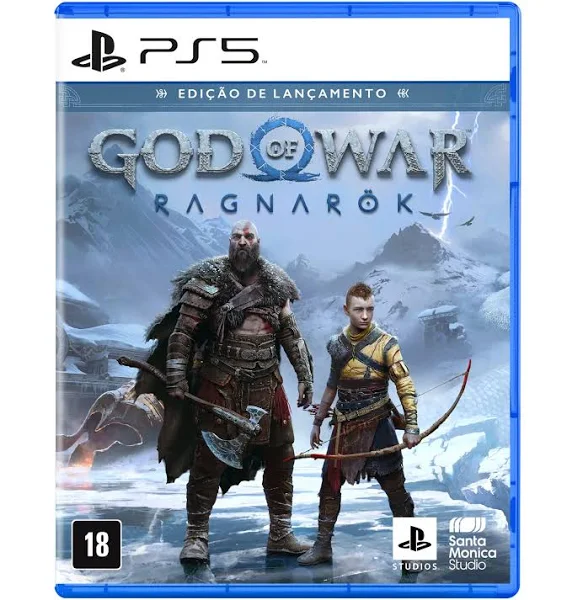 PS5
EDIÇÃO DE LANÇAMENTO
GOD OF WAR
RAGNARÖK
18
STUDIOS
Santa
Monica
Studio